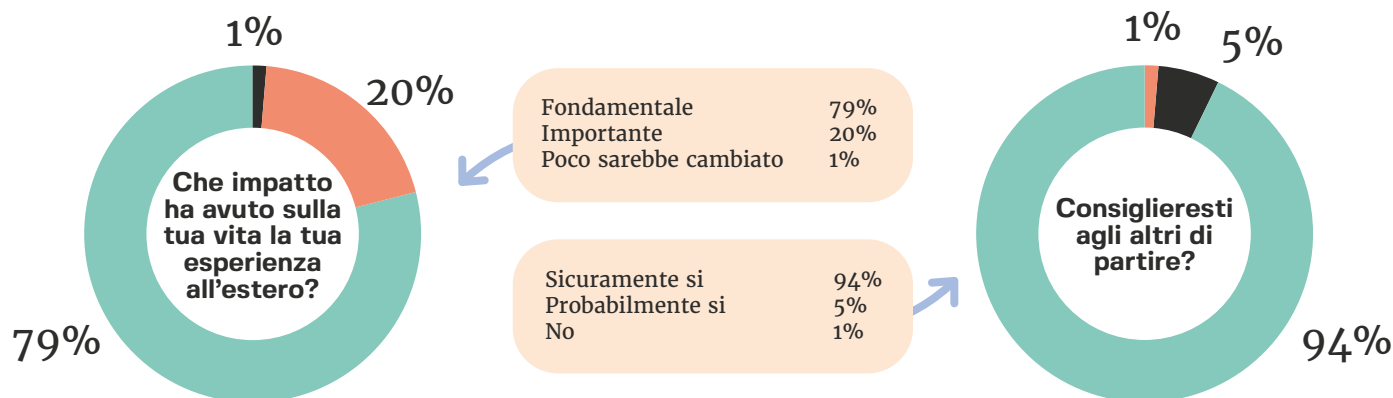 1%
20%
79%
Che impatto
ha avuto sulla
tua vita la tua
esperienza
all'estero?
Fondamentale 79%
Importante 20%
Poco sarebbe cambiato 1%
Sicuramente si 94%
Probabilmente si 5%
No 1%
1%
5%
94%
Consiglieresti
agli altri di
partire?